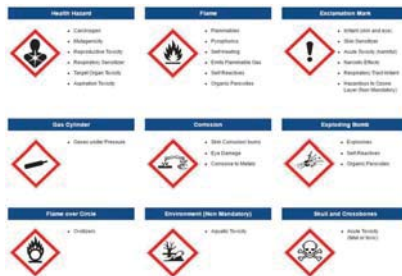 Health Hazard
• Carcinogen
• Mutagenicity
• Reproductive Toxicity
• Respiratory Sensitizer
• Target Organ Toxicity
• Aspiration Toxicity
Flame
• Flammables
• Pyrophorics
• Self-Heating
• Emits Flammable Gas
• Self-Reactives
• Organic Peroxides
Exclamation Mark
• Irritant (skin and eye)
• Skin Sensitizer
• Acute Toxicity (harmful)
• Narcotic Effects
• Respiratory Tract Irritant
• Hazardous to Ozone
Layer (Non Mandatory)
Gas Cylinder
• Gases under Pressure
Corrosion
• Skin Corrosion/ burns
• Eye Damage
• Corrosive to Metals
Exploding Bomb
• Explosives
• Self-Reactives
• Organic Peroxides
Flame over Circle
• Oxidizers
Environment (Non Mandatory)
• Aquatic Toxicity
Skull and Crossbones
• Acute Toxicity
(fatal or toxic)